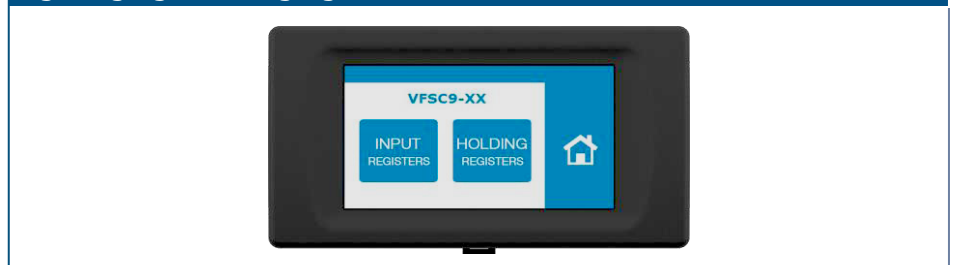 VFSC9-XX
INPUT
REGISTERS
HOLDING
REGISTERS